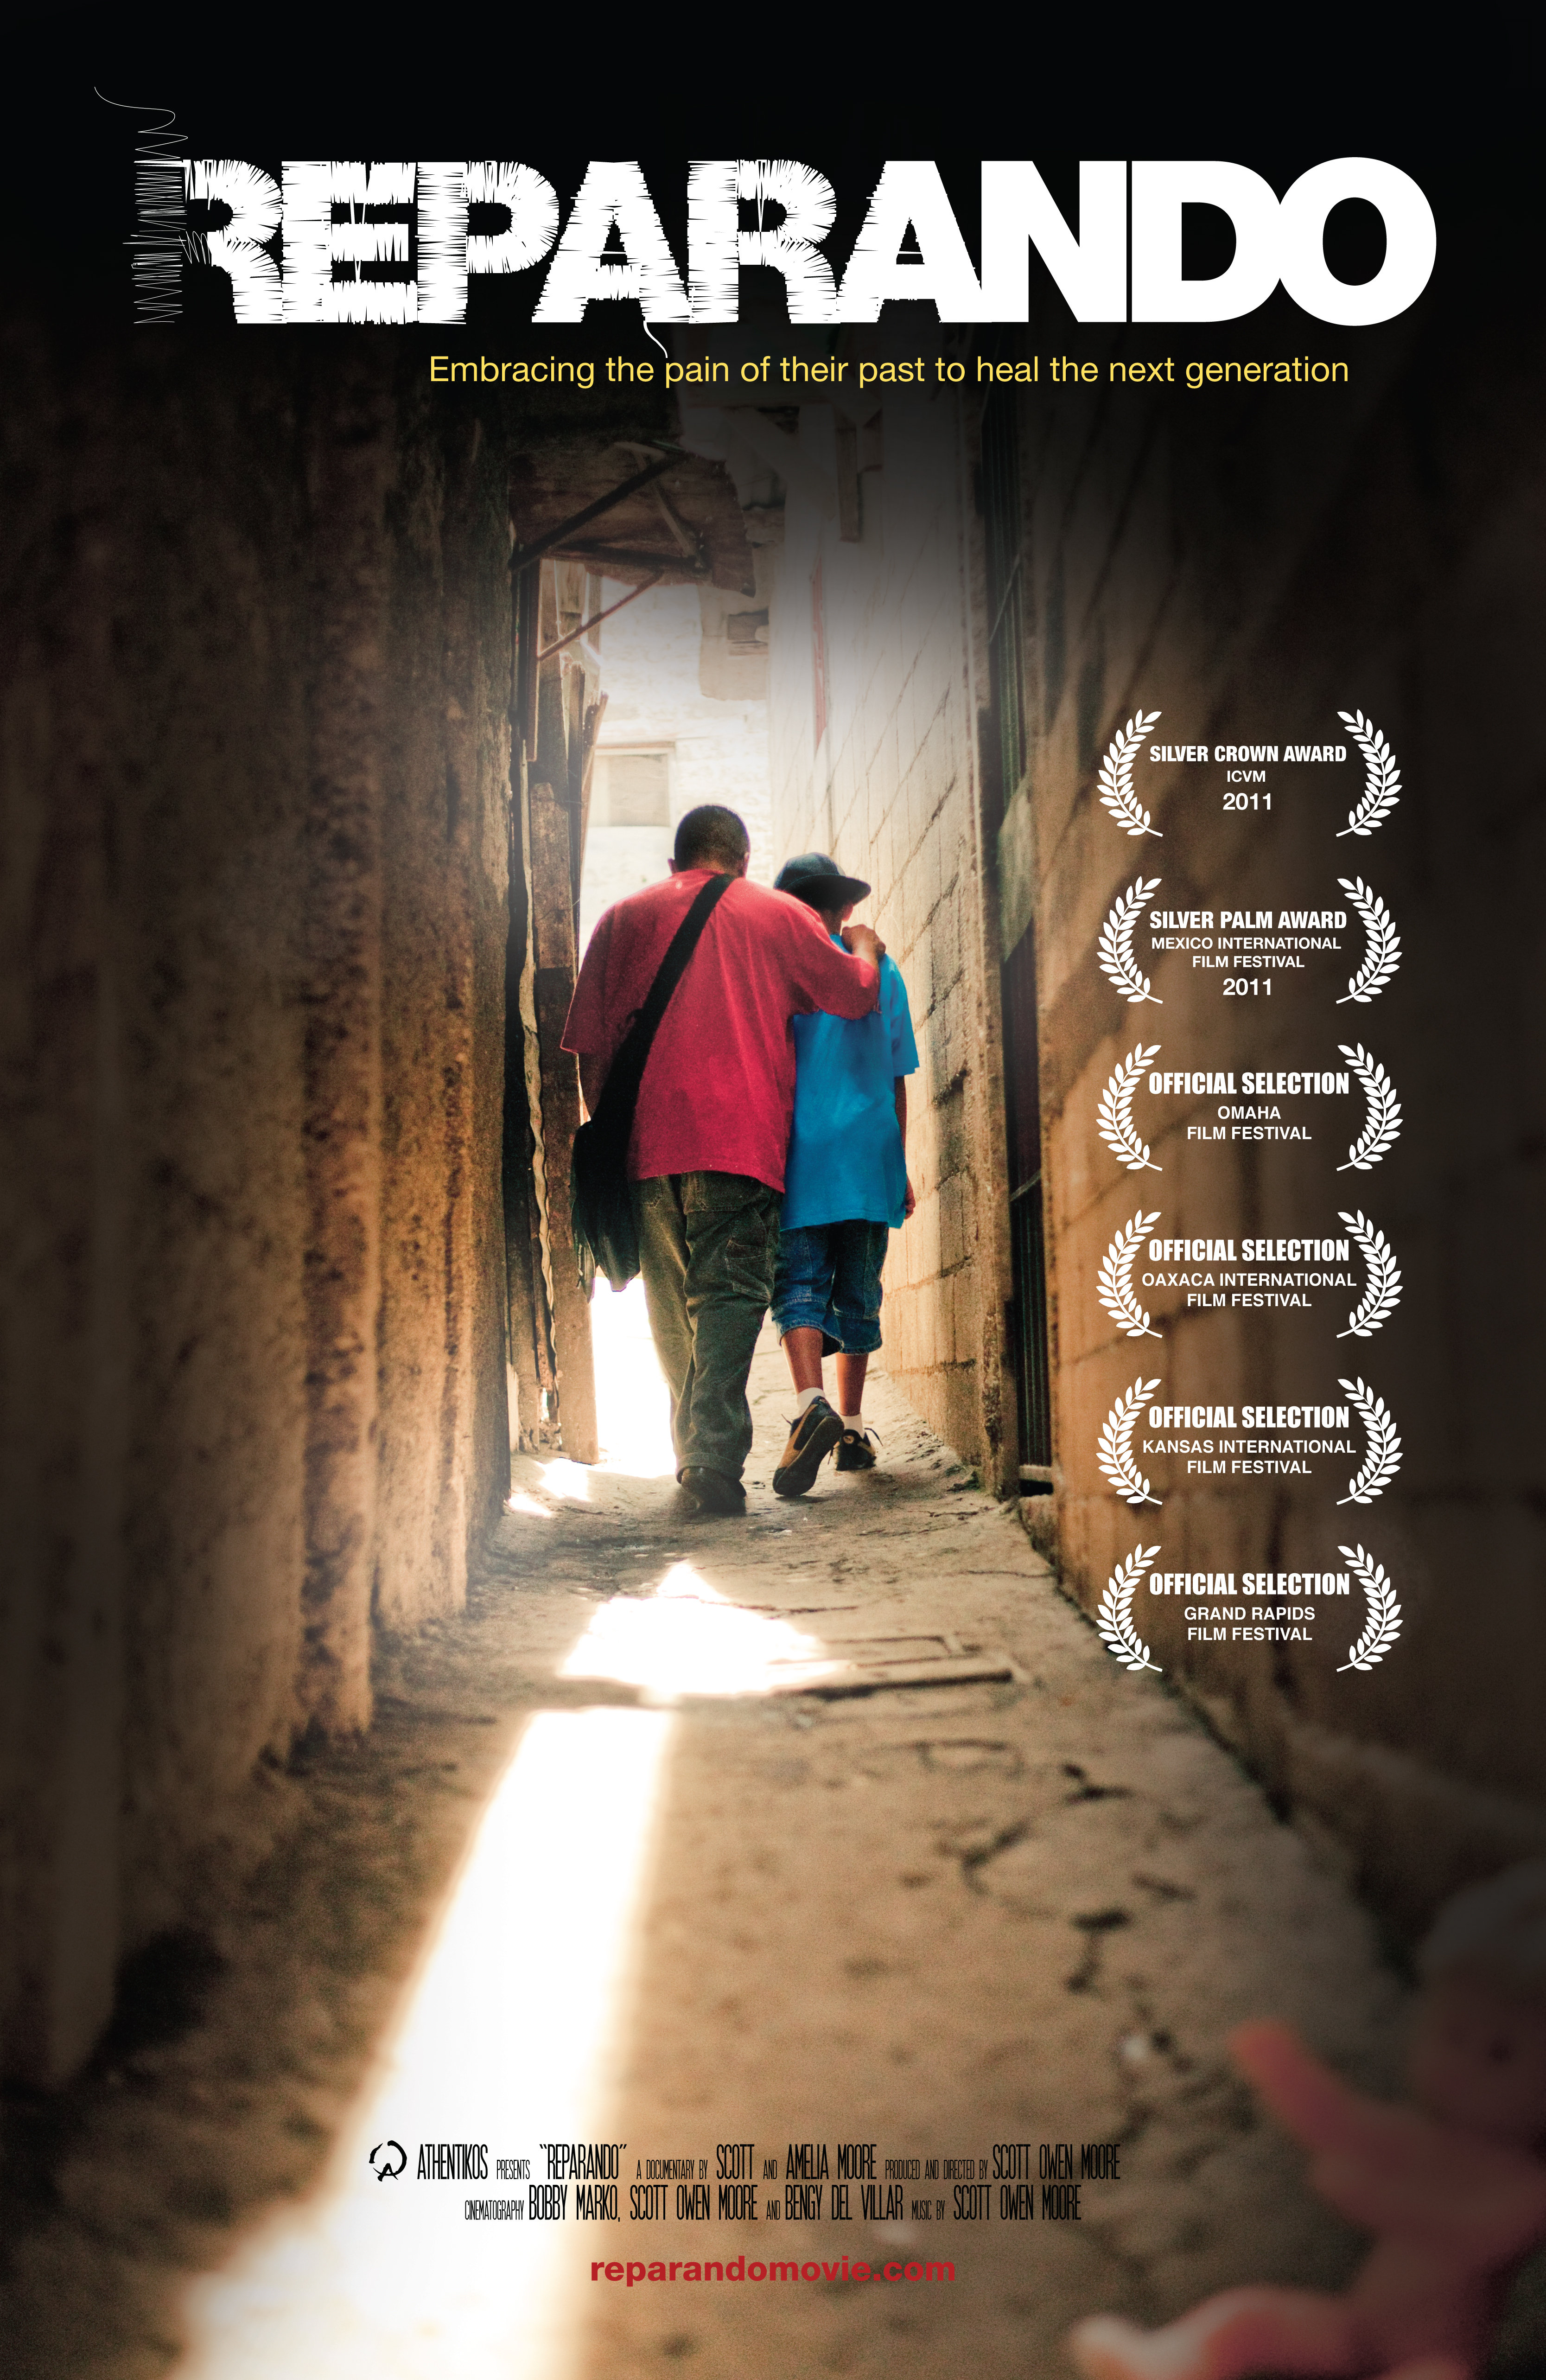 REPARANDO
Embracing the pain of their past to heal the next generation
SILVER CROWN AWARD
ICVM
2011
SILVER PALM AWARD
MEXICO INTERNATIONAL
FILM FESTIVAL
2011
OFFICIAL SELECTION
OMAHA
FILM FESTIVAL
OFFICIAL SELECTION
OAXACA INTERNATIONAL
FILM FESTIVAL
OFFICIAL SELECTION
KANSAS INTERNATIONAL
FILM FESTIVAL
OFFICIAL SELECTION
GRAND RAPIDS
FILM FESTIVAL
ATHENTIKOS PRESENTS "REPARANDO" A DOCUMENTARY BY SCOTT AND AMELIA MOORE PRODUCED AND DIRECTED BY SCOTT OWEN MOORE
CINEMATOGRAPHY BOBBY MARKO, SCOTT OWEN MOORE AND BENGY DEL VILLAR MUSIC BY SCOTT OWEN MOORE
reparandomovie.com